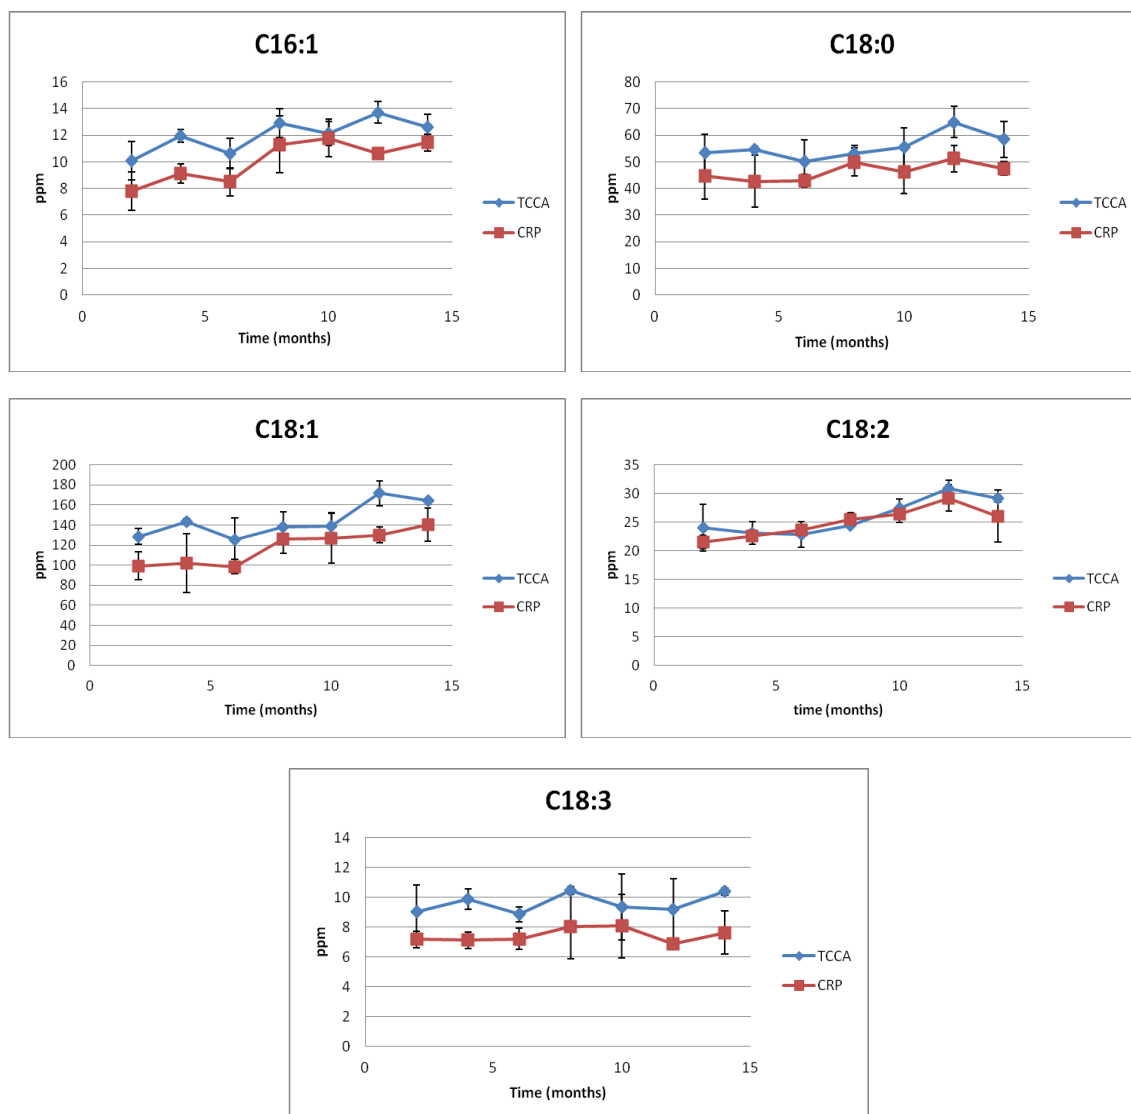 C16:1
16
14
12
10
8
6
4
2
0
ppm
0 5 10 15
Time (months)
TCCA
CRP
C18:0
80
70
60
50
40
30
20
10
0
ppm
0 5 10 15
Time (months)
TCCA
CRP
C18:1
200
180
160
140
120
100
80
60
40
20
0
ppm
0 5 10 15
Time (months)
TCCA
CRP
C18:2
35
30
25
20
15
10
5
0
ppm
0 5 10 15
time (months)
TCCA
CRP
C18:3
14
12
10
8
6
4
2
0
ppm
0 5 10 15
Time (months)
TCCA
CRP